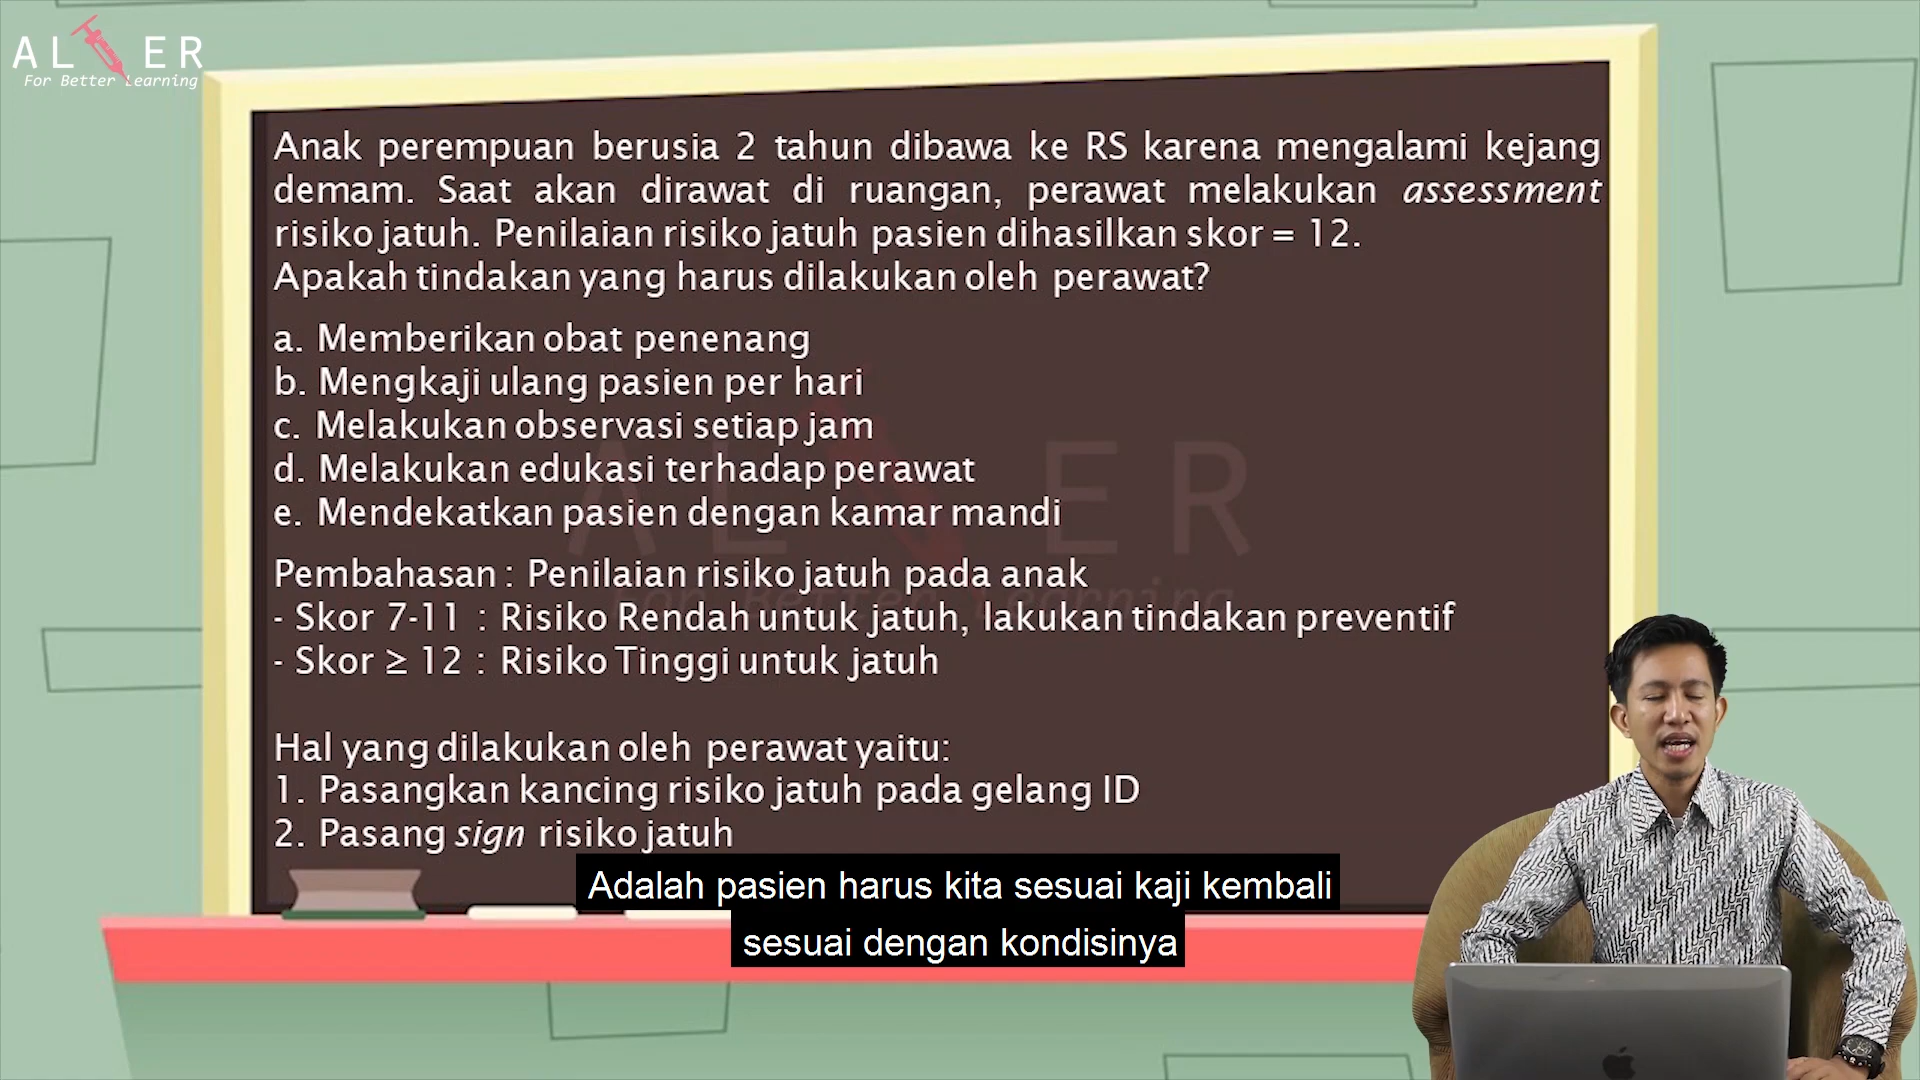 ALER
For Better Learning
Anak perempuan berusia 2 tahun dibawa ke RS karena mengalami kejang
demam. Saat akan dirawat di ruangan, perawat melakukan assessment
risiko jatuh. Penilaian risiko jatuh pasien dihasilkan skor = 12.
Apakah tindakan yang harus dilakukan oleh perawat?
a. Memberikan obat penenang
b. Mengkaji ulang pasien per hari
c. Melakukan observasi setiap jam
d. Melakukan edukasi terhadap perawat
e. Mendekatkan pasien dengan kamar mandi
ALER
For Better Learning
Pembahasan : Penilaian risiko jatuh pada anak
- Skor 7-11 : Risiko Rendah untuk jatuh, lakukan tindakan preventif
- Skor ≥ 12 : Risiko Tinggi untuk jatuh
Hal yang dilakukan oleh perawat yaitu:
1. Pasangkan kancing risiko jatuh pada gelang ID
2. Pasang sign risiko jatuh
Adalah pasien harus kita sesuai kaji kembali
sesuai dengan kondisinya